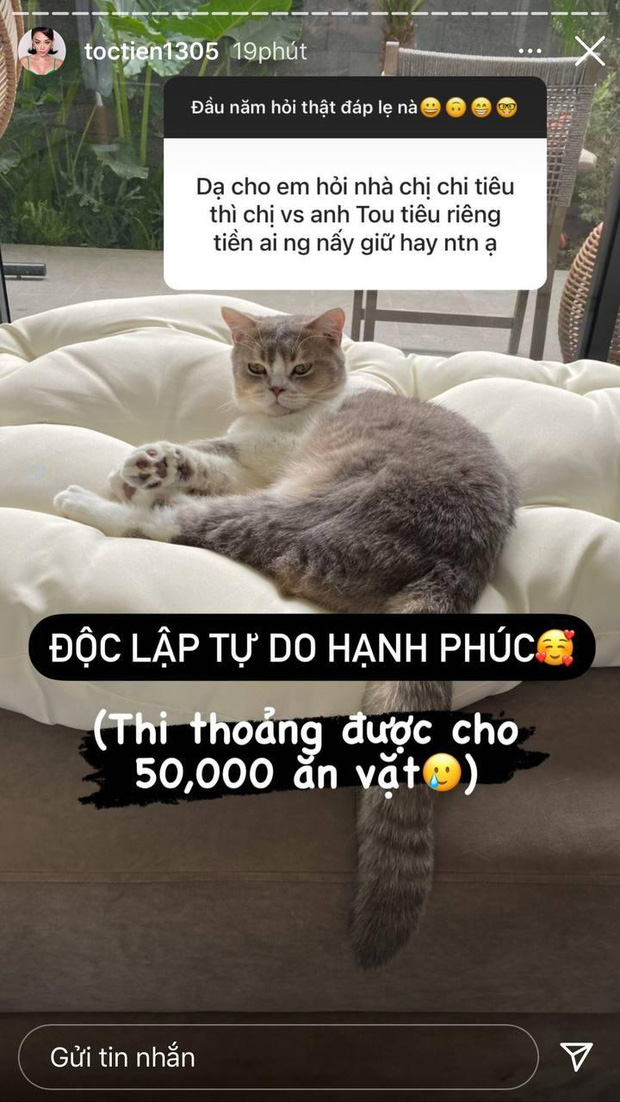 toctien1305 19phút
Đầu năm hỏi thật đáp lẹ nà😀🙃😁🤓
Dạ cho em hỏi nhà chị chi tiêu
thì chị vs anh Tou tiêu riêng
tiền ai ng nấy giữ hay ntn ạ
ĐỘC LẬP TỰ DO HẠNH PHÚC🥰
(Thi thoảng được cho
50,000 ăn vặt🥲)
Gửi tin nhắn